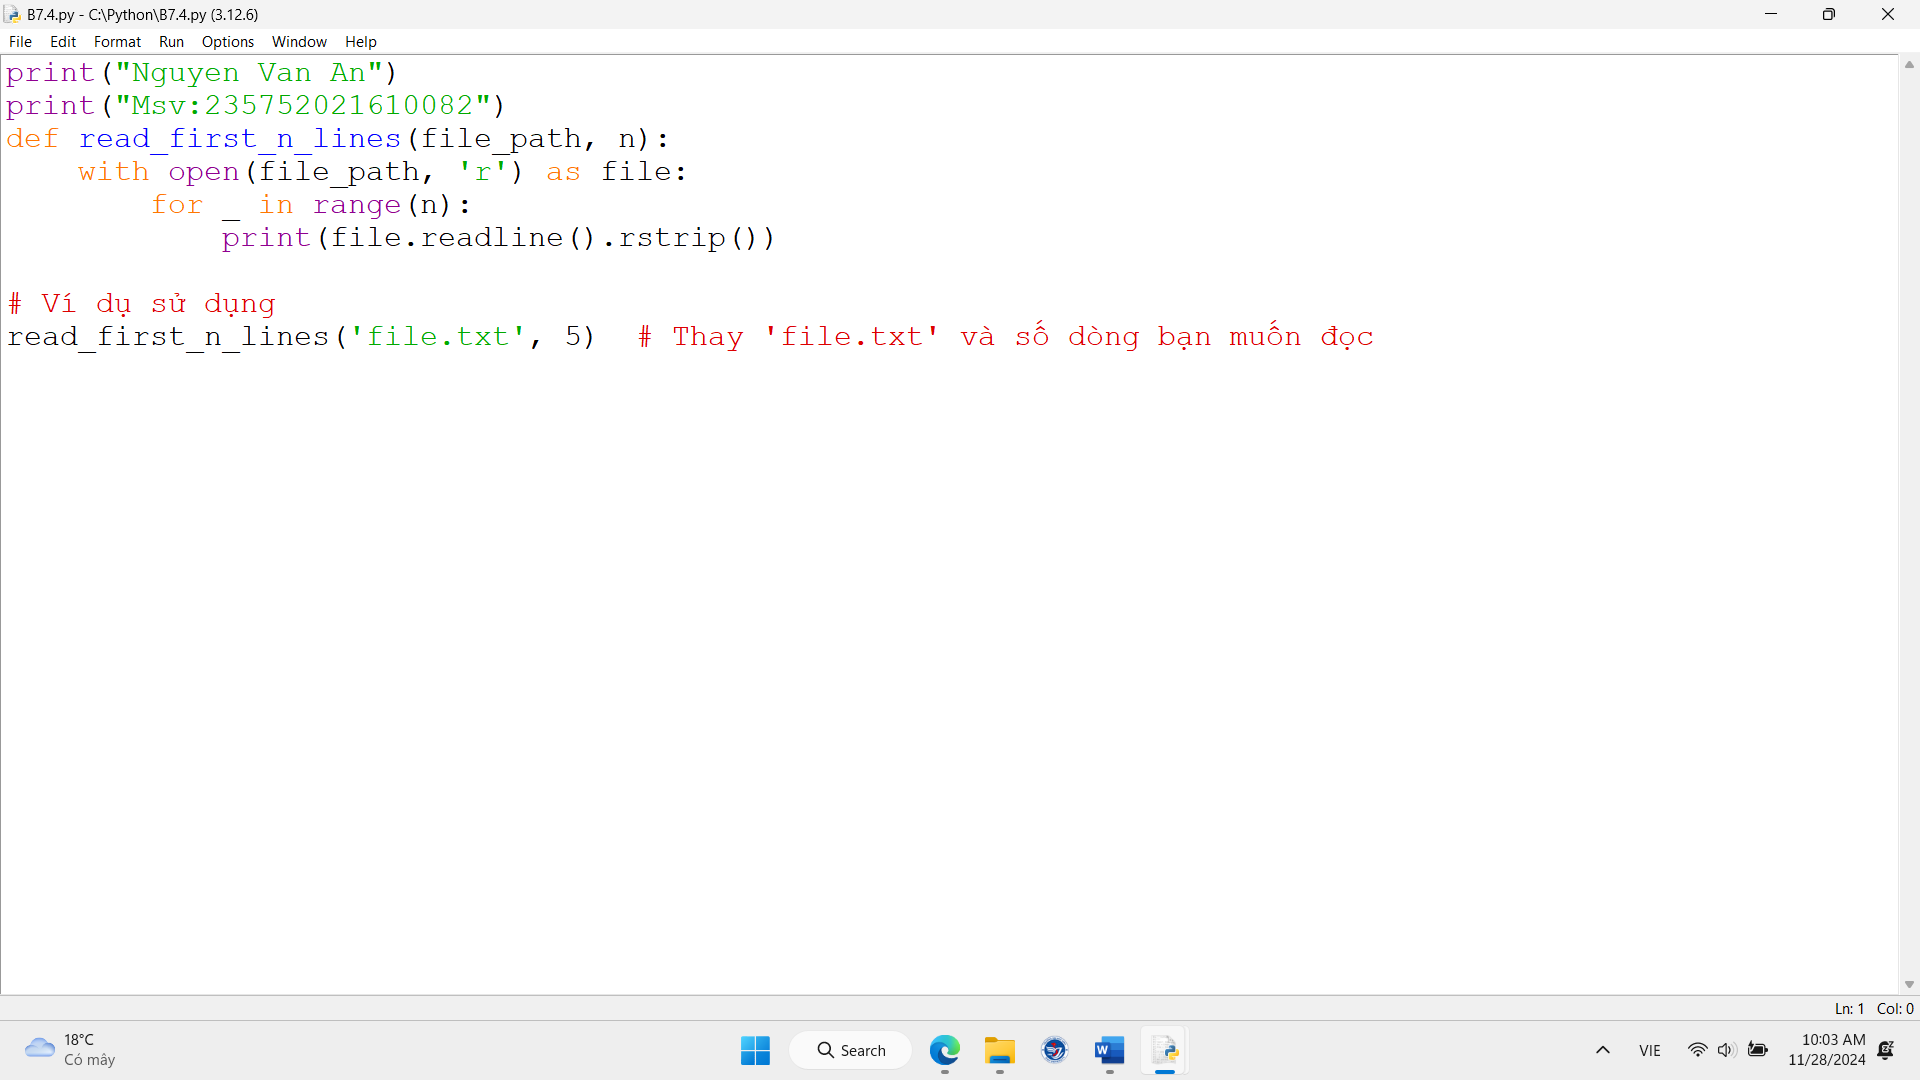 B7.4.py - C:\Python\B7.4.py (3.12.6)
File Edit Format Run Options Window Help
print("Nguyen Van An")
print("Msv:235752021610082")
def read_first_n_lines(file_path, n):
    with open(file_path, 'r') as file:
        for _ in range(n):
            print(file.readline().rstrip())
# Ví dụ sử dụng
read_first_n_lines('file.txt', 5)  # Thay 'file.txt' và số dòng bạn muốn đọc
Ln: 1 Col: 0
18°C
Có mây
Search
VIE
10:03 AM
11/28/2024